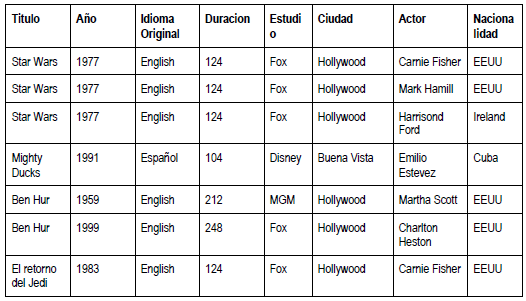 Titulo Año Idioma Original Duracion Estudio Ciudad Actor Nacionalidad
Star Wars 1977 English 124 Fox Hollywood Carnie Fisher EEUU
Star Wars 1977 English 124 Fox Hollywood Mark Hamill EEUU
Star Wars 1977 English 124 Fox Hollywood Harrisond Ford Ireland
Mighty Ducks 1991 Español 104 Disney Buena Vista Emilio Estevez Cuba
Ben Hur 1959 English 212 MGM Hollywood Martha Scott EEUU
Ben Hur 1999 English 248 Fox Hollywood Charlton Heston EEUU
El retorno del Jedi 1983 English 124 Fox Hollywood Carnie Fisher EEUU